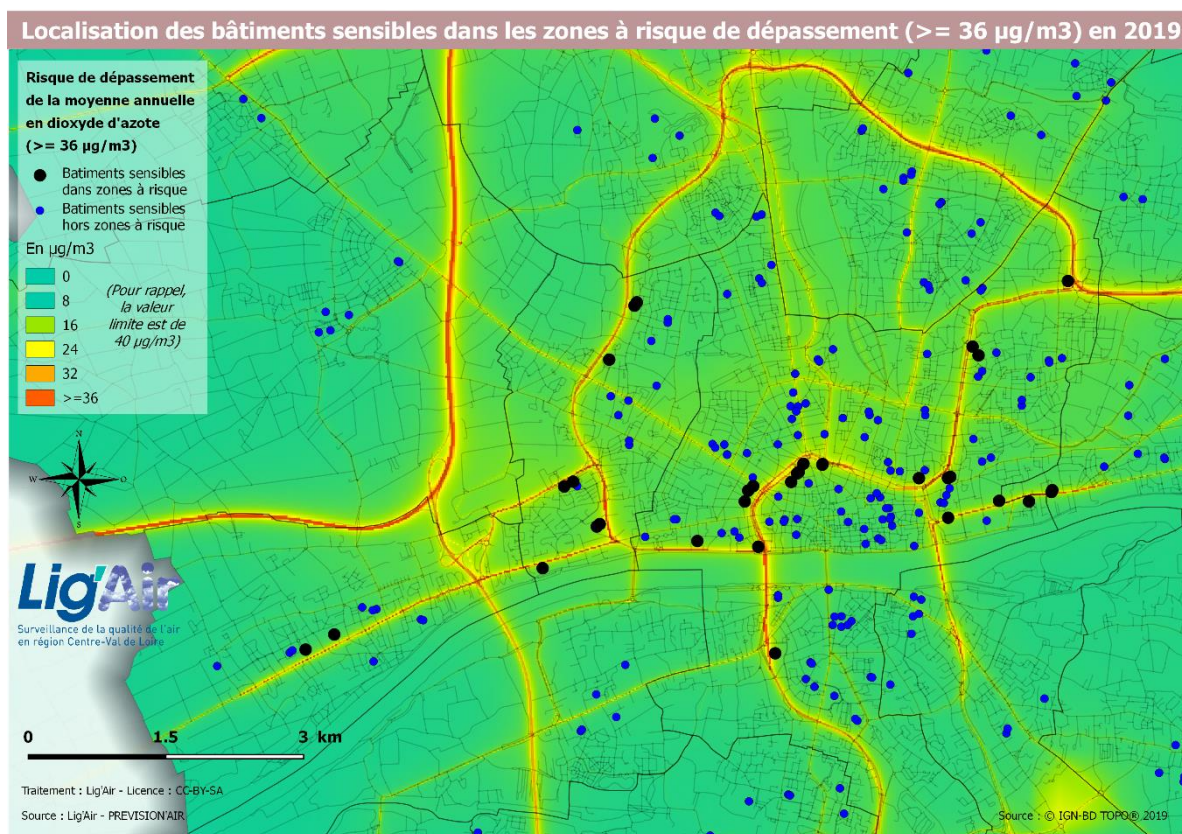 Localisation des bâtiments sensibles dans les zones à risque de dépassement (>= 36 µg/m3) en 2019
Risque de dépassement
de la moyenne annuelle
en dioxyde d'azote
(>= 36 µg/m3)
Batiments sensibles
dans zones à risque
Batiments sensibles
hors zones à risque
En µg/m3
0
8
16
24
32
>=36
(Pour rappel,
la valeur
limite est de
40 µg/m3)
N
W
O
S
Lig'Air
Surveillance de la qualité de l'air
en région Centre-Val de Loire
0 1.5 3 km
Traitement : Lig'Air - Licence : CC-BY-SA
Source : Lig'Air - PREVISION'AIR
Source : © IGN-BD TOPO® 2019